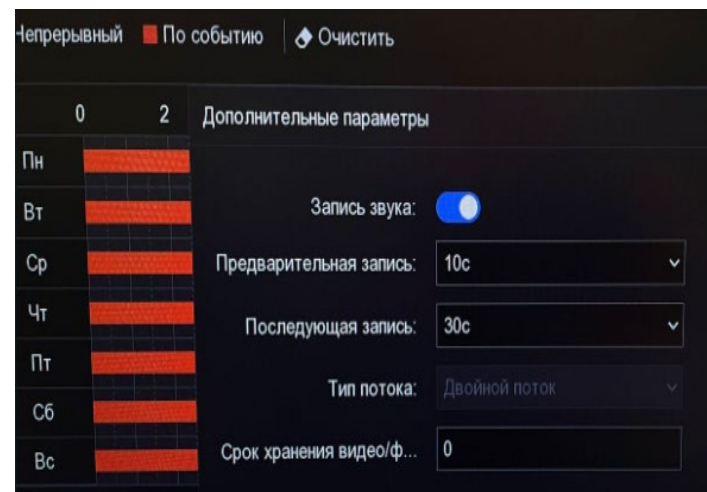 Непрерывный По событию Очистить
0 2 Дополнительные параметры
Пн
Вт Запись звука:
Ср Предварительная запись: 10с
Чт Последующая запись: 30с
Пт
Тип потока: Двойной поток
Сб
Вс Срок хранения видео/ф... 0